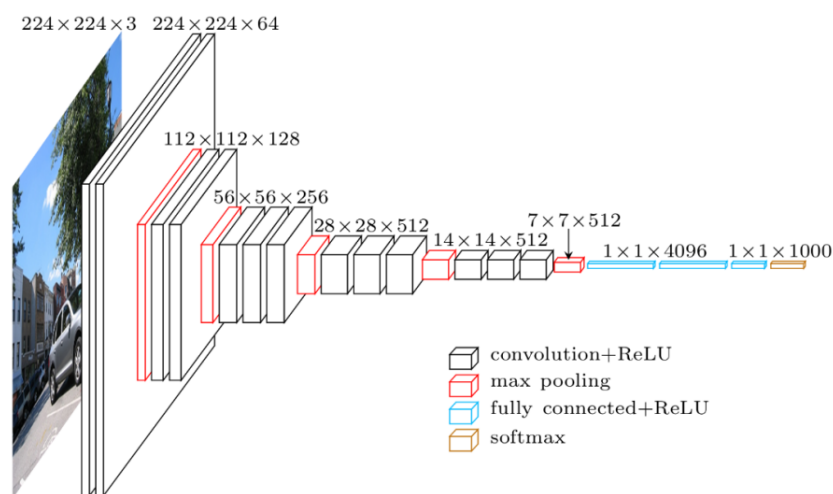 224×224×3
224×224×64
112×112×128
56×56×256
28×28×512
14×14×512
7×7×512
1×1×4096
1×1×1000
convolution+ReLU
max pooling
fully connected+ReLU
softmax